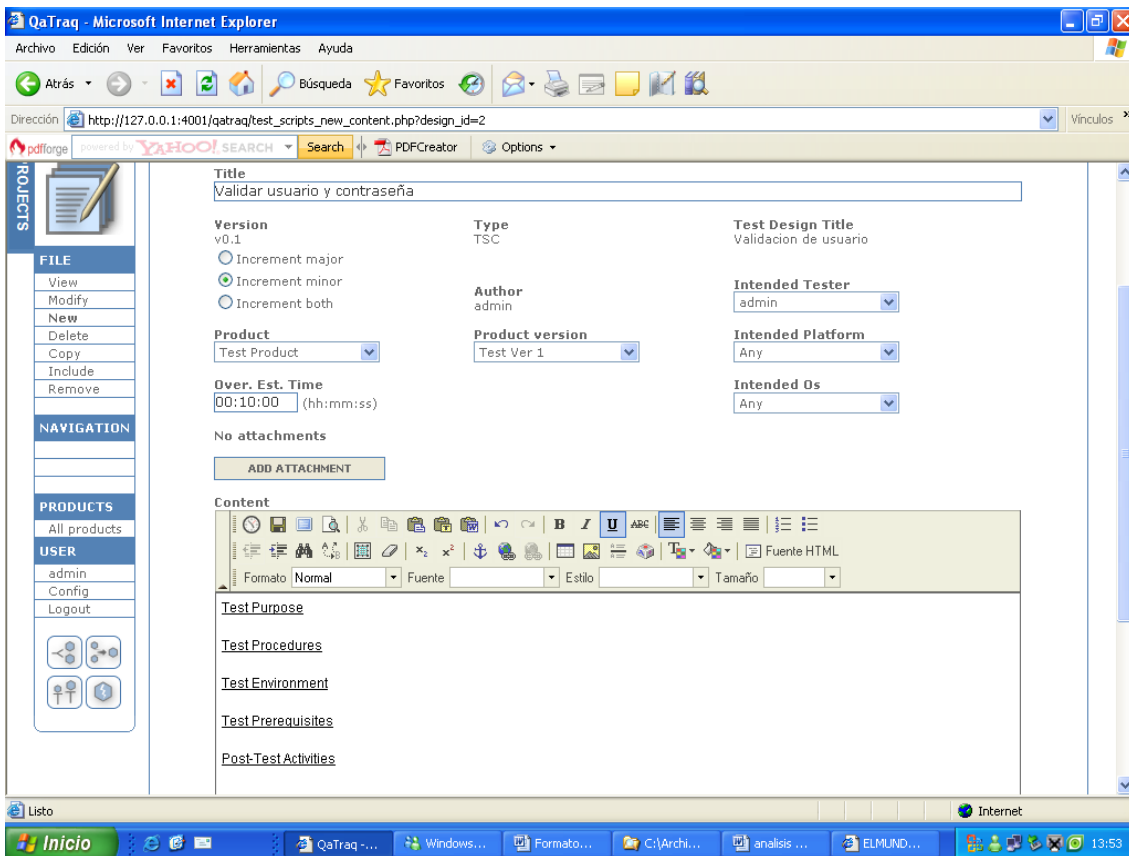 QaTraq - Microsoft Internet Explorer
Archivo Edición Ver Favoritos Herramientas Ayuda
Atrás Búsqueda Favoritos
Dirección http://127.0.0.1:4001/qatraq/test_scripts_new_content.php?design_id=2 Vínculos »
pdfforge powered by YAHOO! SEARCH Search PDFCreator Options
Title
Validar usuario y contraseña
Version Type Test Design Title
v0.1 TSC Validacion de usuario
Increment major
Increment minor
Increment both
Author
admin
Intended Tester
admin
Product Product version Intended Platform
Test Product Test Ver 1 Any
Over. Est. Time Intended Os
00:10:00 (hh:mm:ss) Any
No attachments
ADD ATTACHMENT
Content
B I U ABC
x₂ x² Fuente HTML
Formato Normal Fuente Estilo Tamaño
Test Purpose
Test Procedures
Test Environment
Test Prerequisites
Post-Test Activities
FILE
View
Modify
New
Delete
Copy
Include
Remove
NAVIGATION
PRODUCTS
All products
USER
admin
Config
Logout
Listo Internet
Inicio QaTraq -... Windows... Formato... C:\Archi... analisis ... ELMUND... 13:53